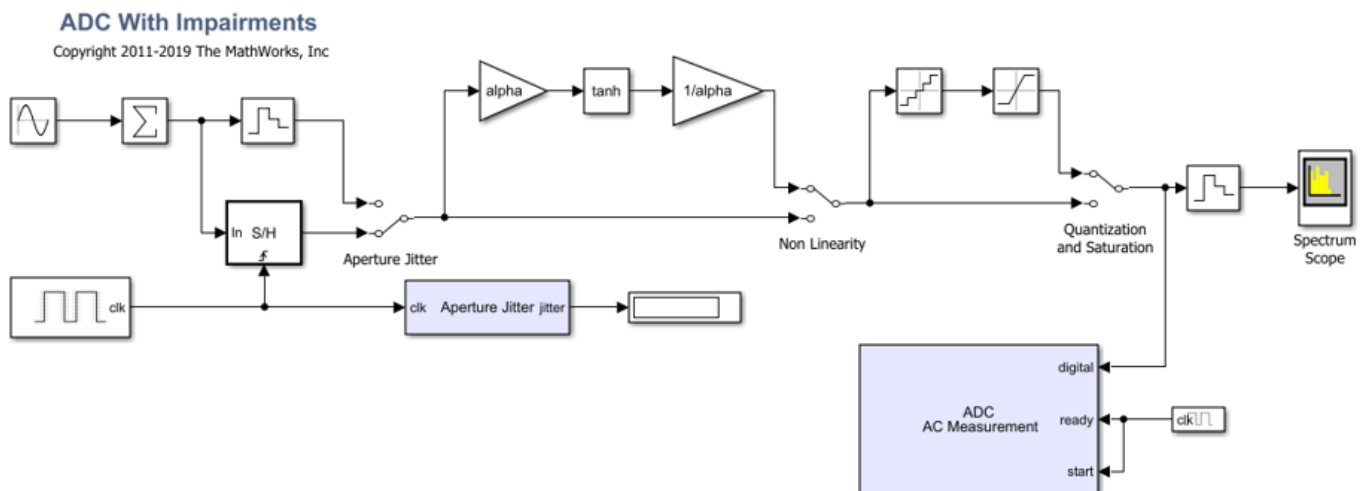 ADC With Impairments
Copyright 2011-2019 The MathWorks, Inc
alpha
tanh
1/alpha
Σ
In S/H
Aperture Jitter
Non Linearity
Quantization
and Saturation
Spectrum
Scope
clk
clk Aperture Jitter jitter
digital
ADC
AC Measurement
ready
clk
start